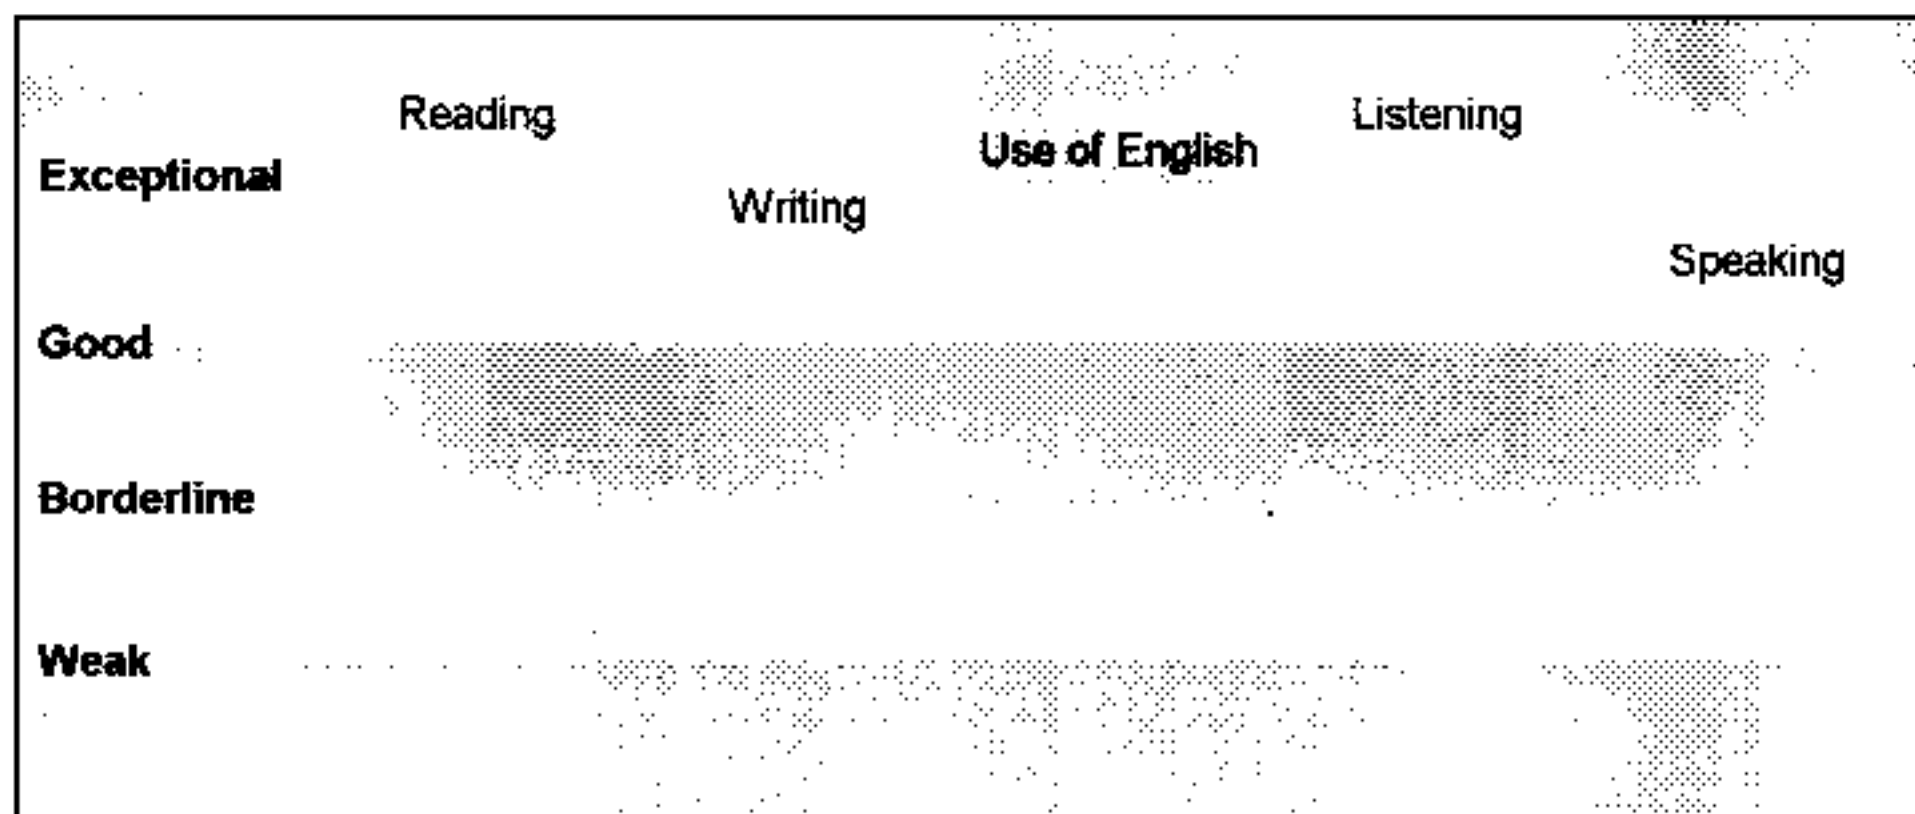 Reading
Listening
Use of English
Exceptional
Writing
Speaking
Good
Borderline
Weak